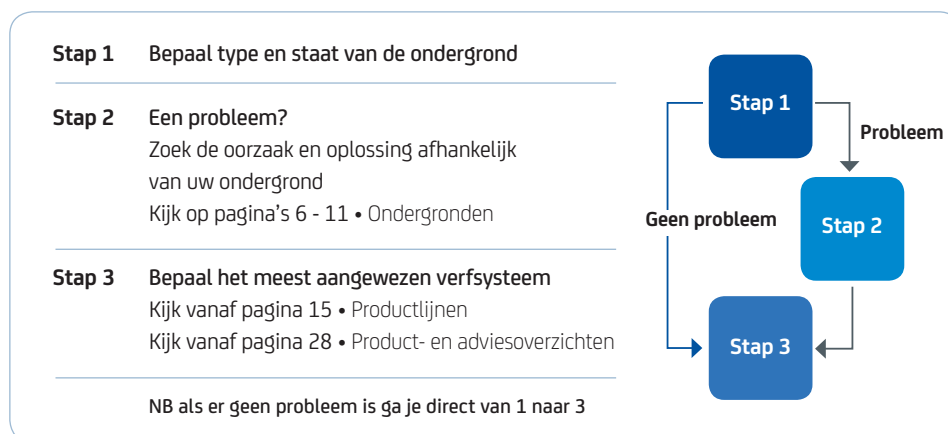 Stap 1 Bepaal type en staat van de ondergrond
Stap 2 Een probleem?
Zoek de oorzaak en oplossing afhankelijk
van uw ondergrond
Kijk op pagina's 6 - 11 • Ondergronden
Stap 3 Bepaal het meest aangewezen verfsysteem
Kijk vanaf pagina 15 • Productlijnen
Kijk vanaf pagina 28 • Product- en adviesoverzichten
NB als er geen probleem is ga je direct van 1 naar 3
Stap 1
Probleem
Stap 2
Geen probleem
Stap 3